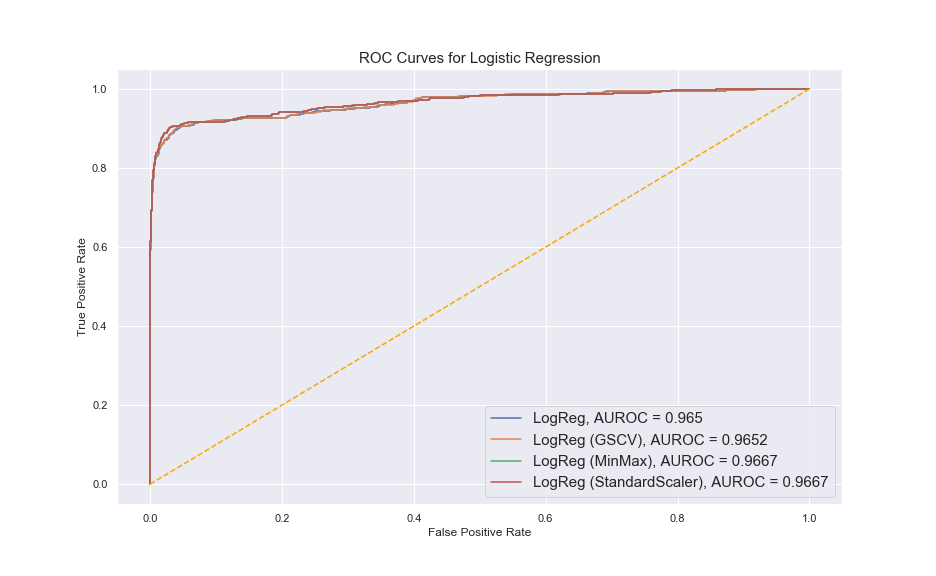 ROC Curves for Logistic Regression
1.0
0.8
0.6
0.4
0.2
0.0
True Positive Rate
LogReg, AUROC = 0.965
LogReg (GSCV), AUROC = 0.9652
LogReg (MinMax), AUROC = 0.9667
LogReg (StandardScaler), AUROC = 0.9667
0.0 0.2 0.4 0.6 0.8 1.0
False Positive Rate